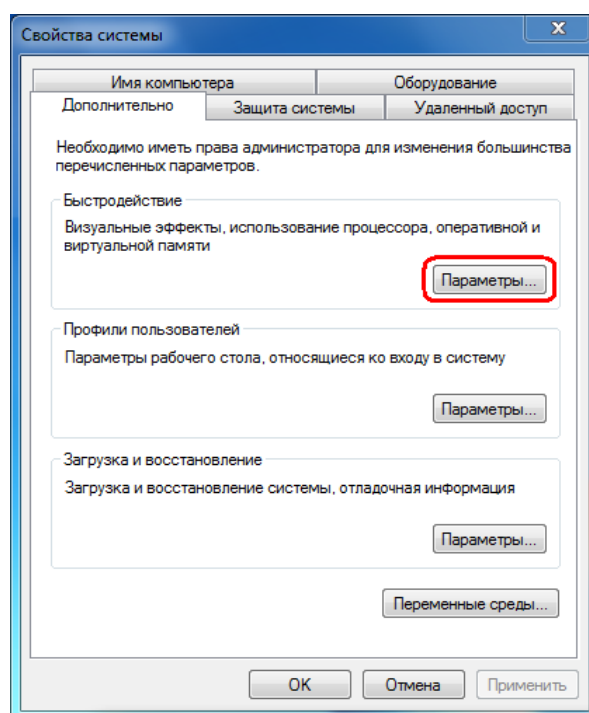 Свойства системы
Имя компьютера
Оборудование
Дополнительно
Защита системы
Удаленный доступ
Необходимо иметь права администратора для изменения большинства
перечисленных параметров.
Быстродействие
Визуальные эффекты, использование процессора, оперативной и
виртуальной памяти
Параметры...
Профили пользователей
Параметры рабочего стола, относящиеся ко входу в систему
Параметры...
Загрузка и восстановление
Загрузка и восстановление системы, отладочная информация
Параметры...
Переменные среды...
OK
Отмена
Применить